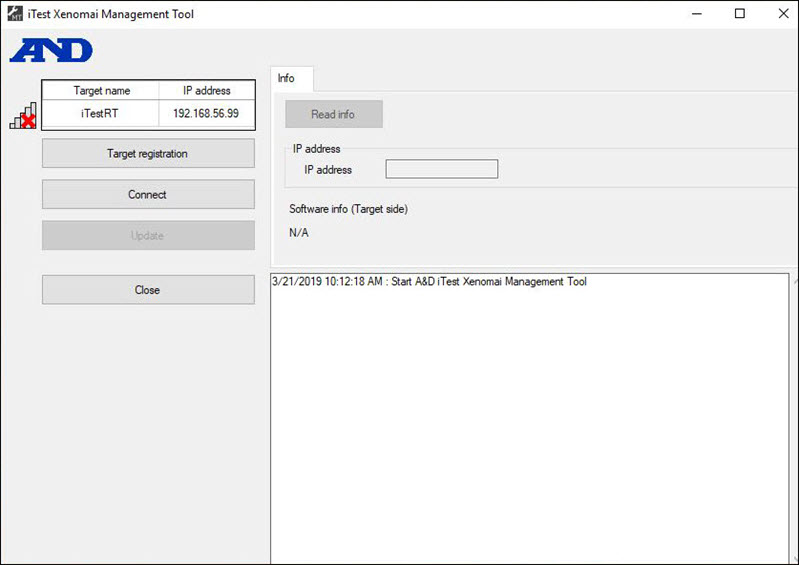 MT iTest Xenomai Management Tool
AND
Target name IP address
iTestRT 192.168.56.99
Target registration
Connect
Update
Close
Info
Read info
IP address
IP address
Software info (Target side)
N/A
3/21/2019 10:12:18 AM : Start A&D iTest Xenomai Management Tool